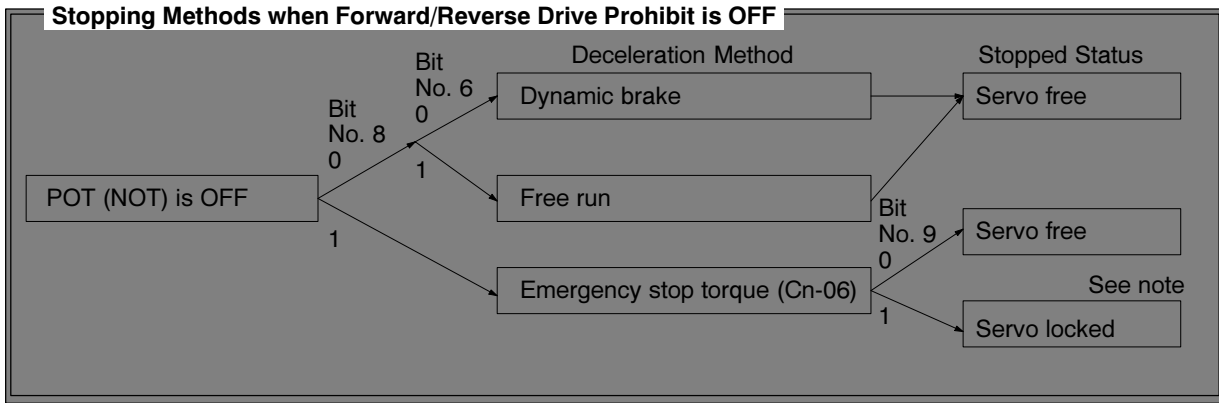 Stopping Methods when Forward/Reverse Drive Prohibit is OFF
Deceleration Method
Stopped Status
Bit
No. 6
0
Dynamic brake
Servo free
Bit
No. 8
0
1
POT (NOT) is OFF
Free run
1
Bit
No. 9
0
Servo free
Emergency stop torque (Cn-06)
See note
1
Servo locked